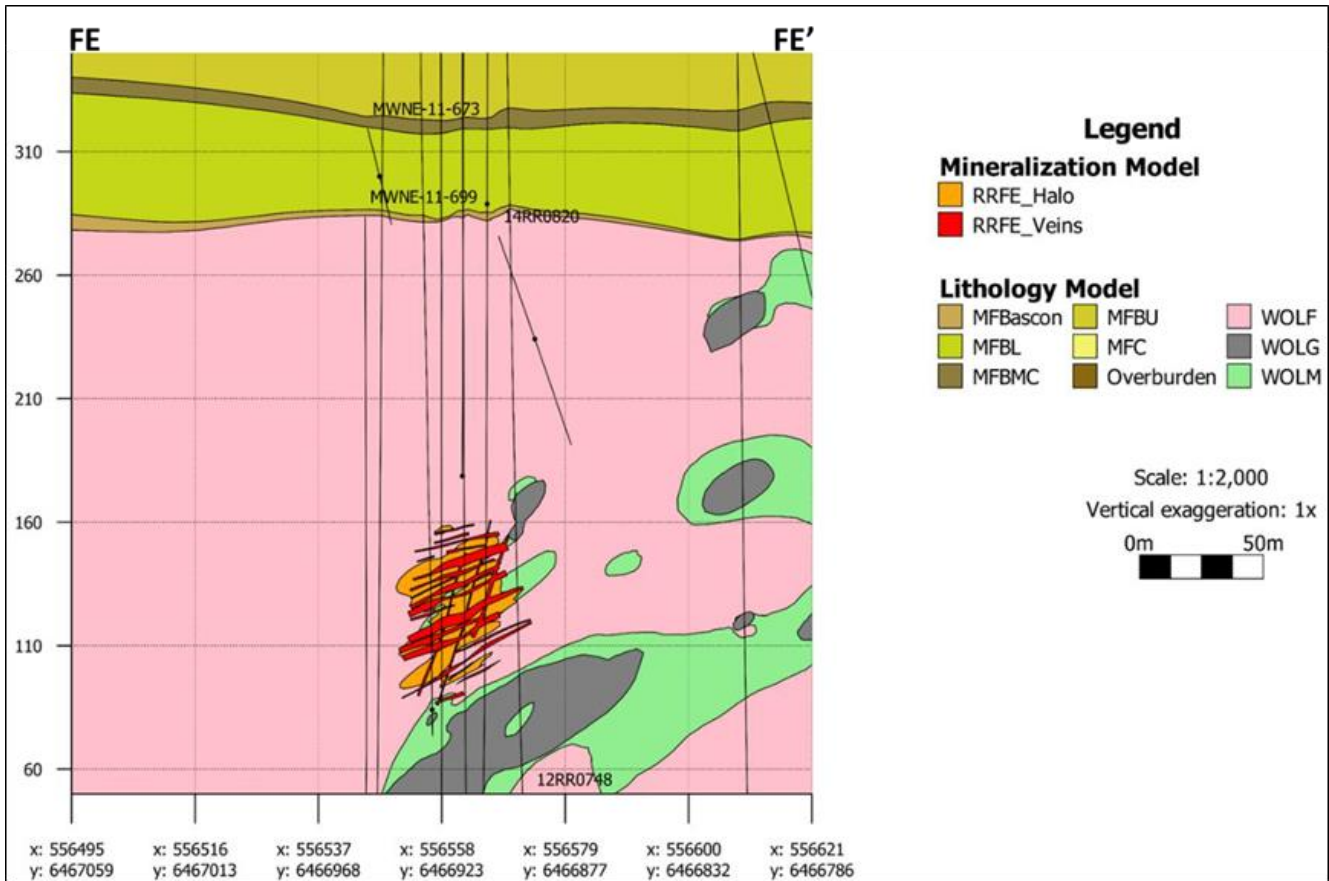 FE FE’
MWNE-11-673
310
MWNE-11-699
14RR0820
260
210
160
110
60
12RR0748
x: 556495 x: 556516 x: 556537 x: 556558 x: 556579 x: 556600 x: 556621
y: 6467059 y: 6467013 y: 6466968 y: 6466923 y: 6466877 y: 6466832 y: 6466786
Legend
Mineralization Model
RRFE_Halo
RRFE_Veins
Lithology Model
MFBascon MFBU WOLF
MFBL MFC WOLG
MFBMC Overburden WOLM
Scale: 1:2,000
Vertical exaggeration: 1x
0m 50m